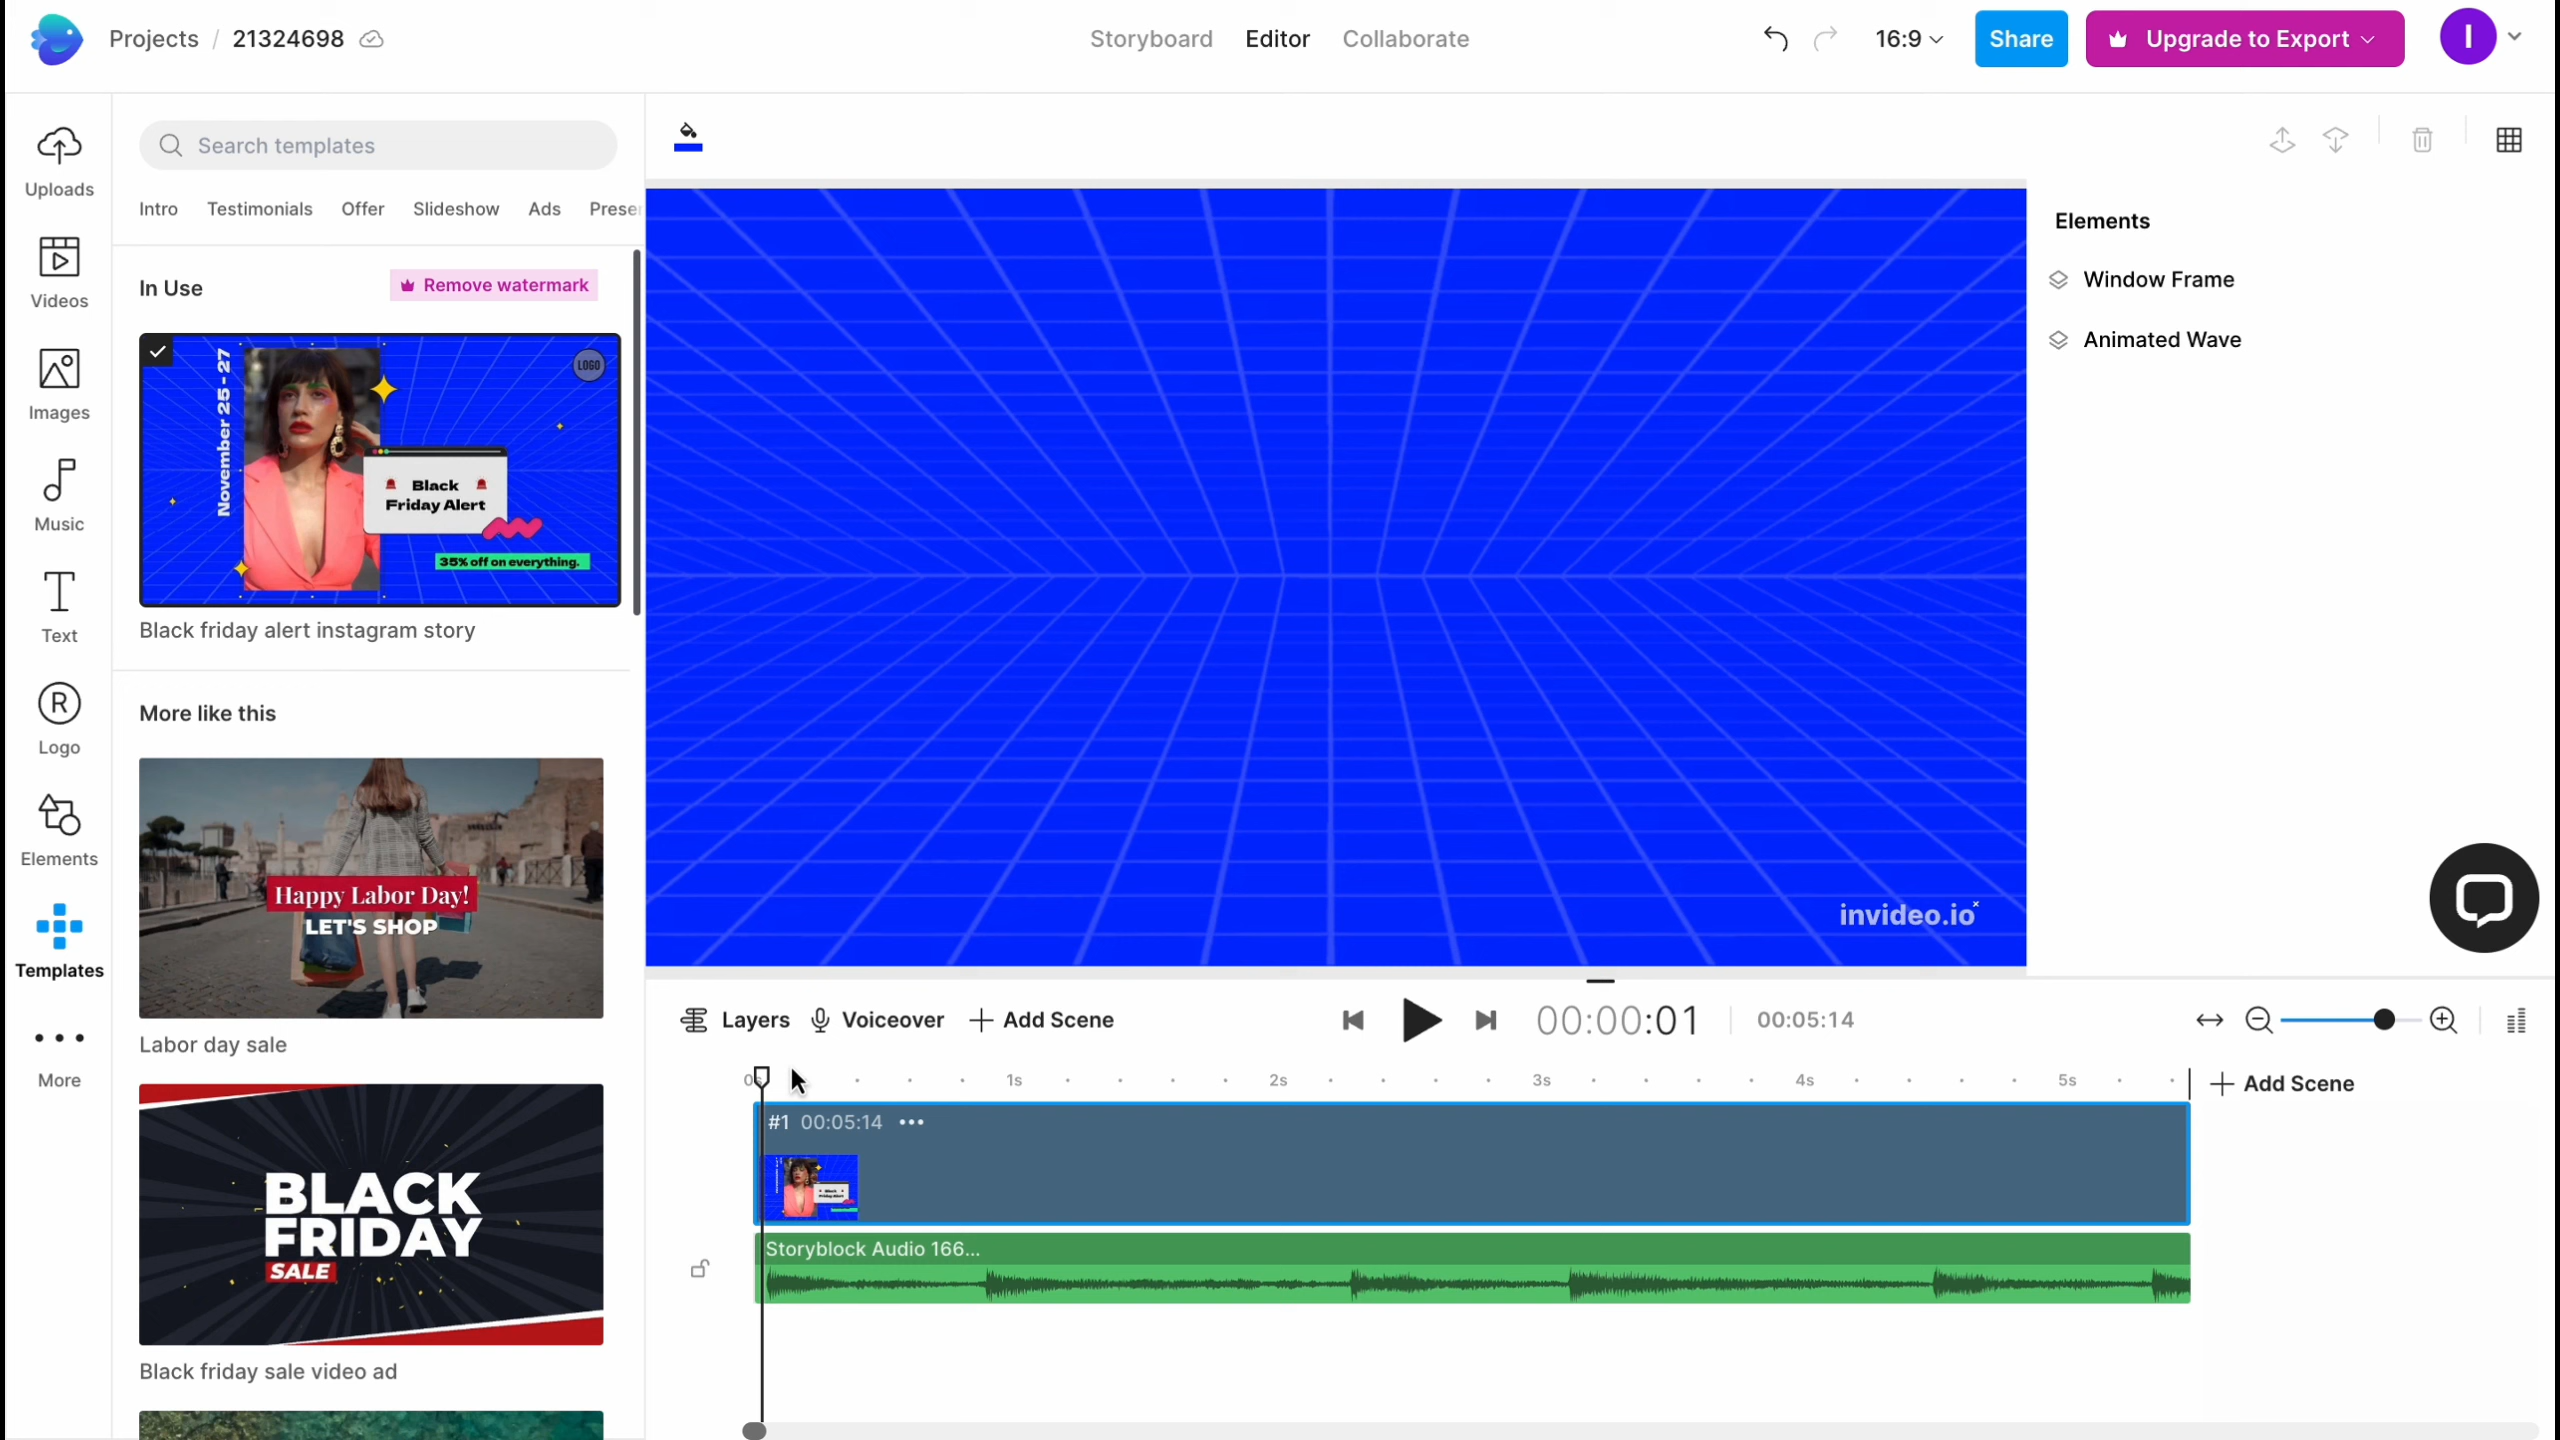 Projects / 21324698
Storyboard
Editor
Collaborate
16:9
Share
Upgrade to Export
I
Uploads
Videos
Images
Music
Text
R
Logo
Elements
Templates
More
Search templates
Intro
Testimonials
Offer
Slideshow
Ads
Presen
In Use
Remove watermark
November 25 - 27
LOGO
Black
Friday Alert
35% off on everything.
Black friday alert instagram story
More like this
Happy Labor Day!
LET'S SHOP
Labor day sale
BLACK
FRIDAY
SALE
Black friday sale video ad
invideo.io
Elements
Window Frame
Animated Wave
Layers
Voiceover
Add Scene
00:00:01
00:05:14
1s
2s
3s
4s
5s
Add Scene
#1 00:05:14
Storyblock Audio 166...